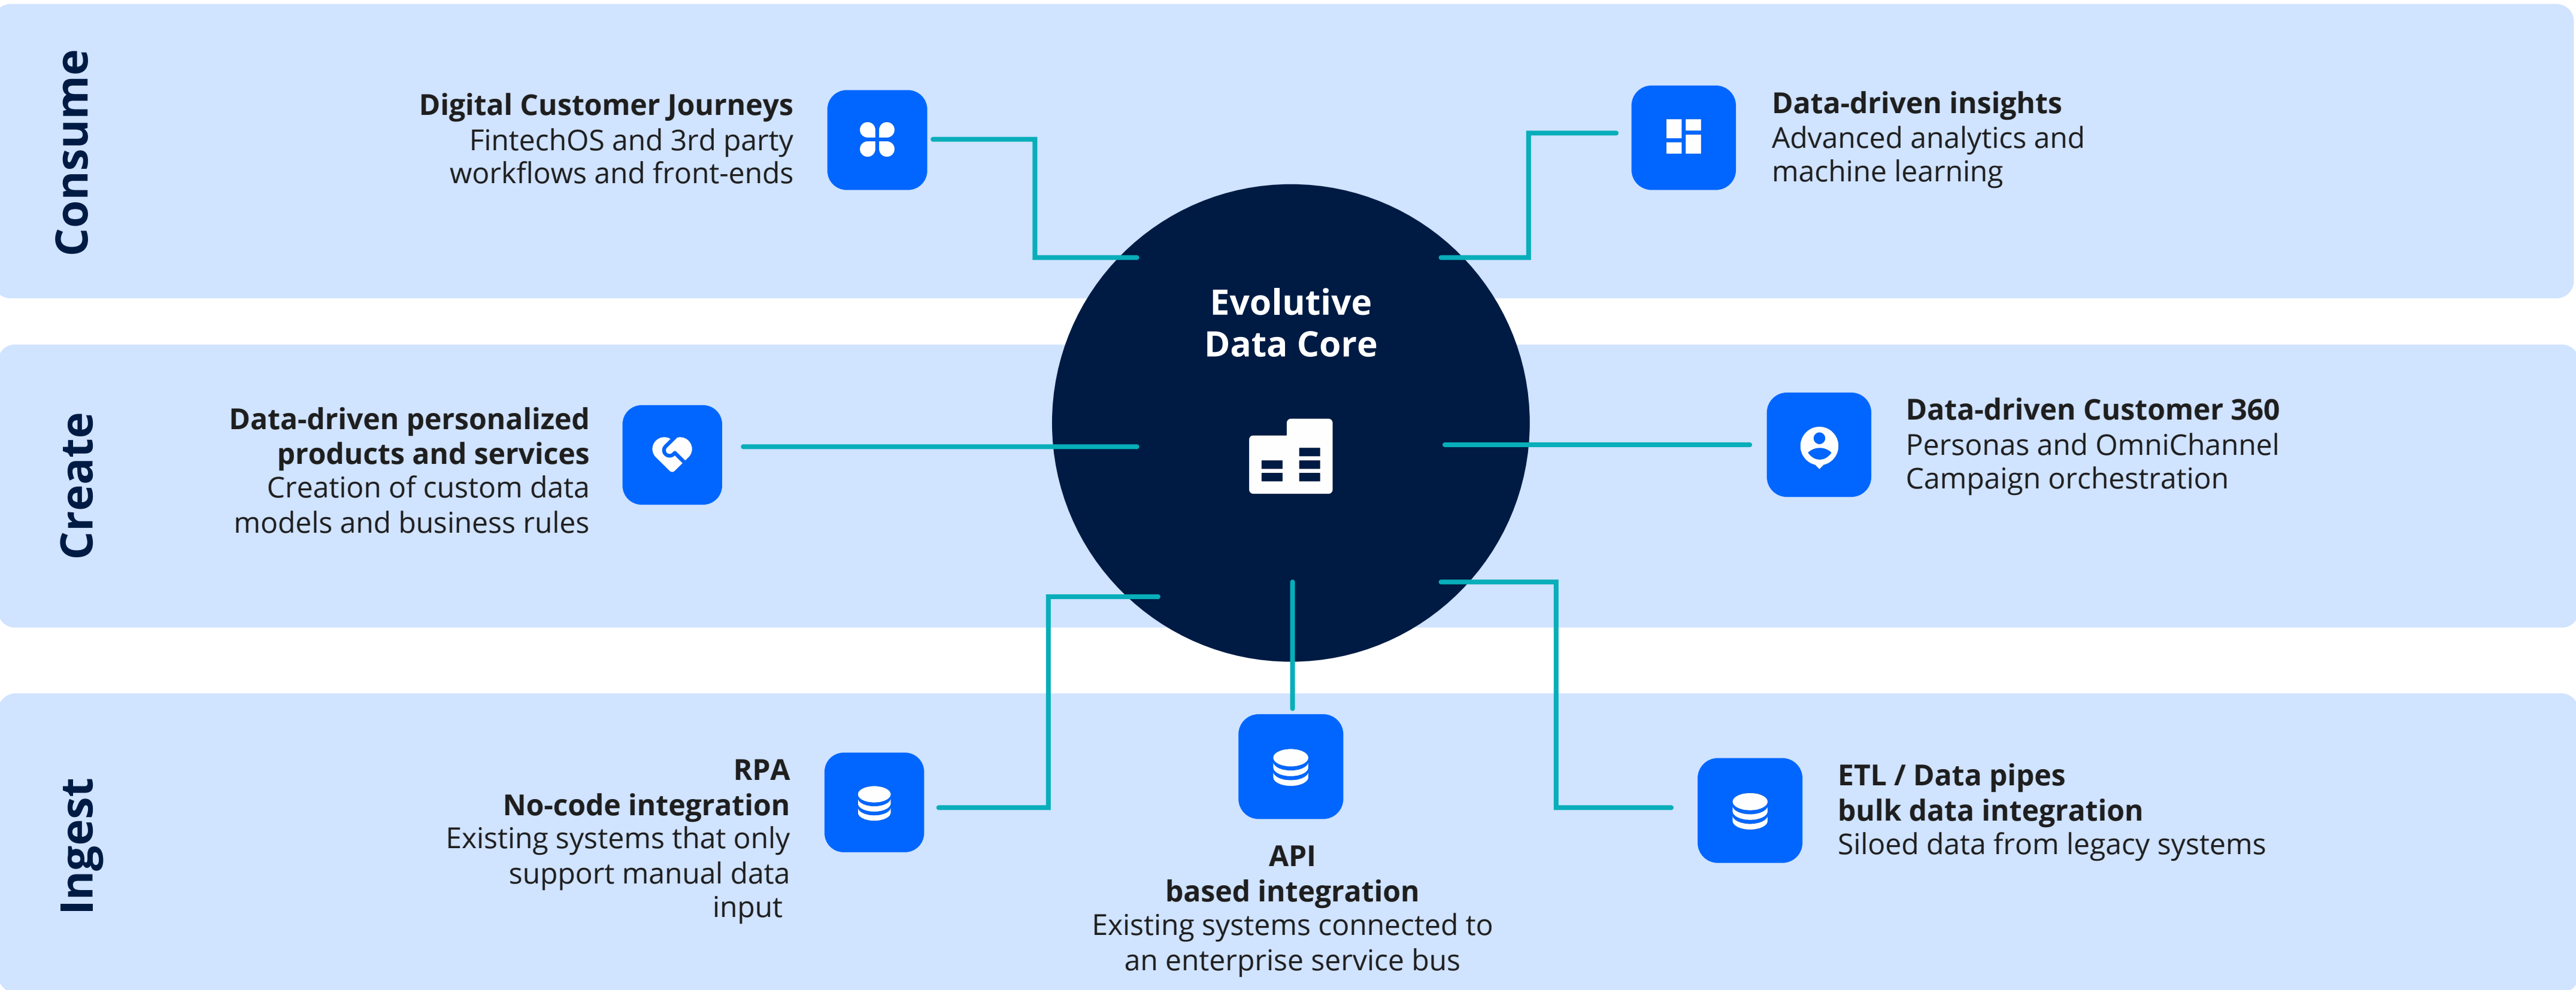 Consume
Digital Customer Journeys
FintechOS and 3rd party
workflows and front-ends
Data-driven insights
Advanced analytics and
machine learning
Evolutive
Data Core
Create
Data-driven personalized
products and services
Creation of custom data
models and business rules
Data-driven Customer 360
Personas and OmniChannel
Campaign orchestration
Ingest
RPA
No-code integration
Existing systems that only
support manual data
input
API
based integration
Existing systems connected to
an enterprise service bus
ETL / Data pipes
bulk data integration
Siloed data from legacy systems